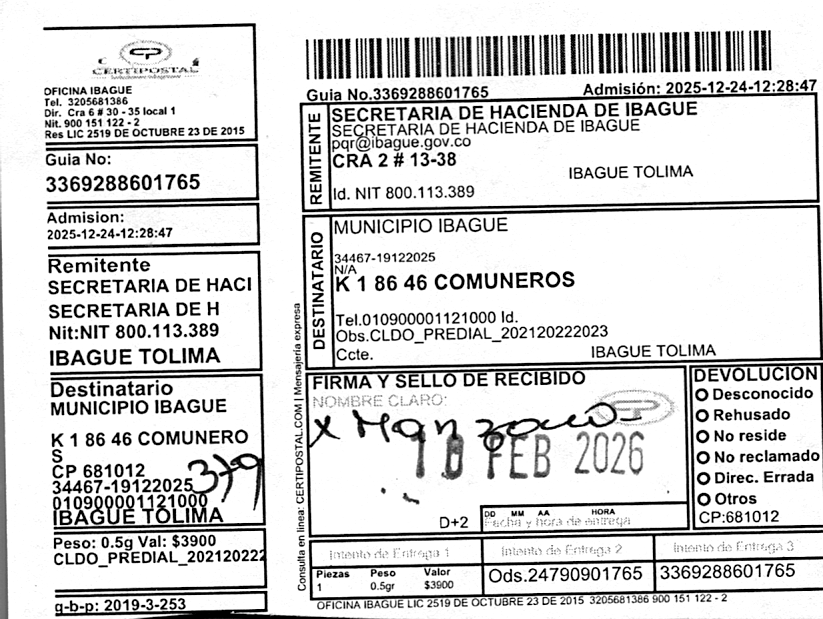 CERTIPOSTAL
OFICINA IBAGUE
Tel. 3205681386
Dir. Cra 6 # 30 - 35 local 1
Nit. 900 151 122 - 2
Res LIC 2519 DE OCTUBRE 23 DE 2015
Guia No:
3369288601765
Admision:
2025-12-24-12:28:47
Remitente
SECRETARIA DE HACI
SECRETARIA DE H
Nit:NIT 800.113.389
IBAGUE TOLIMA
Destinatario
MUNICIPIO IBAGUE
K 1 86 46 COMUNERO
S
CP 681012
34467-19122025
379
010900001121000
IBAGUE TOLIMA
Peso: 0.5g Val: $3900
CLDO_PREDIAL_202120222
g-b-p: 2019-3-253
Guia No.3369288601765 Admisión: 2025-12-24-12:28:47
REMITENTE
SECRETARIA DE HACIENDA DE IBAGUE
SECRETARIA DE HACIENDA DE IBAGUE
pqr@ibague.gov.co
CRA 2 # 13-38
IBAGUE TOLIMA
Id. NIT 800.113.389
DESTINATARIO
MUNICIPIO IBAGUE
34467-19122025
N/A
K 1 86 46 COMUNEROS
Tel.010900001121000 Id.
Obs.CLDO_PREDIAL_202120222023
Ccte. IBAGUE TOLIMA
Consulta en linea: CERTIPOSTAL.COM | Mensajeria expresa
FIRMA Y SELLO DE RECIBIDO
NOMBRE CLARO:
x Manzano
10 FEB 2026
D+2
DD MM AA HORA
Fecha y hora de entrega
DEVOLUCION
Desconocido
Rehusado
No reside
No reclamado
Direc. Errada
Otros
CP:681012
Intento de Entrega 1 Intento de Entrega 2 Intento de Entrega 3
Piezas Peso Valor
1 0.5gr $3900
Ods.24790901765 3369288601765
OFICINA IBAGUE LIC 2519 DE OCTUBRE 23 DE 2015 3205681386 900 151 122 - 2